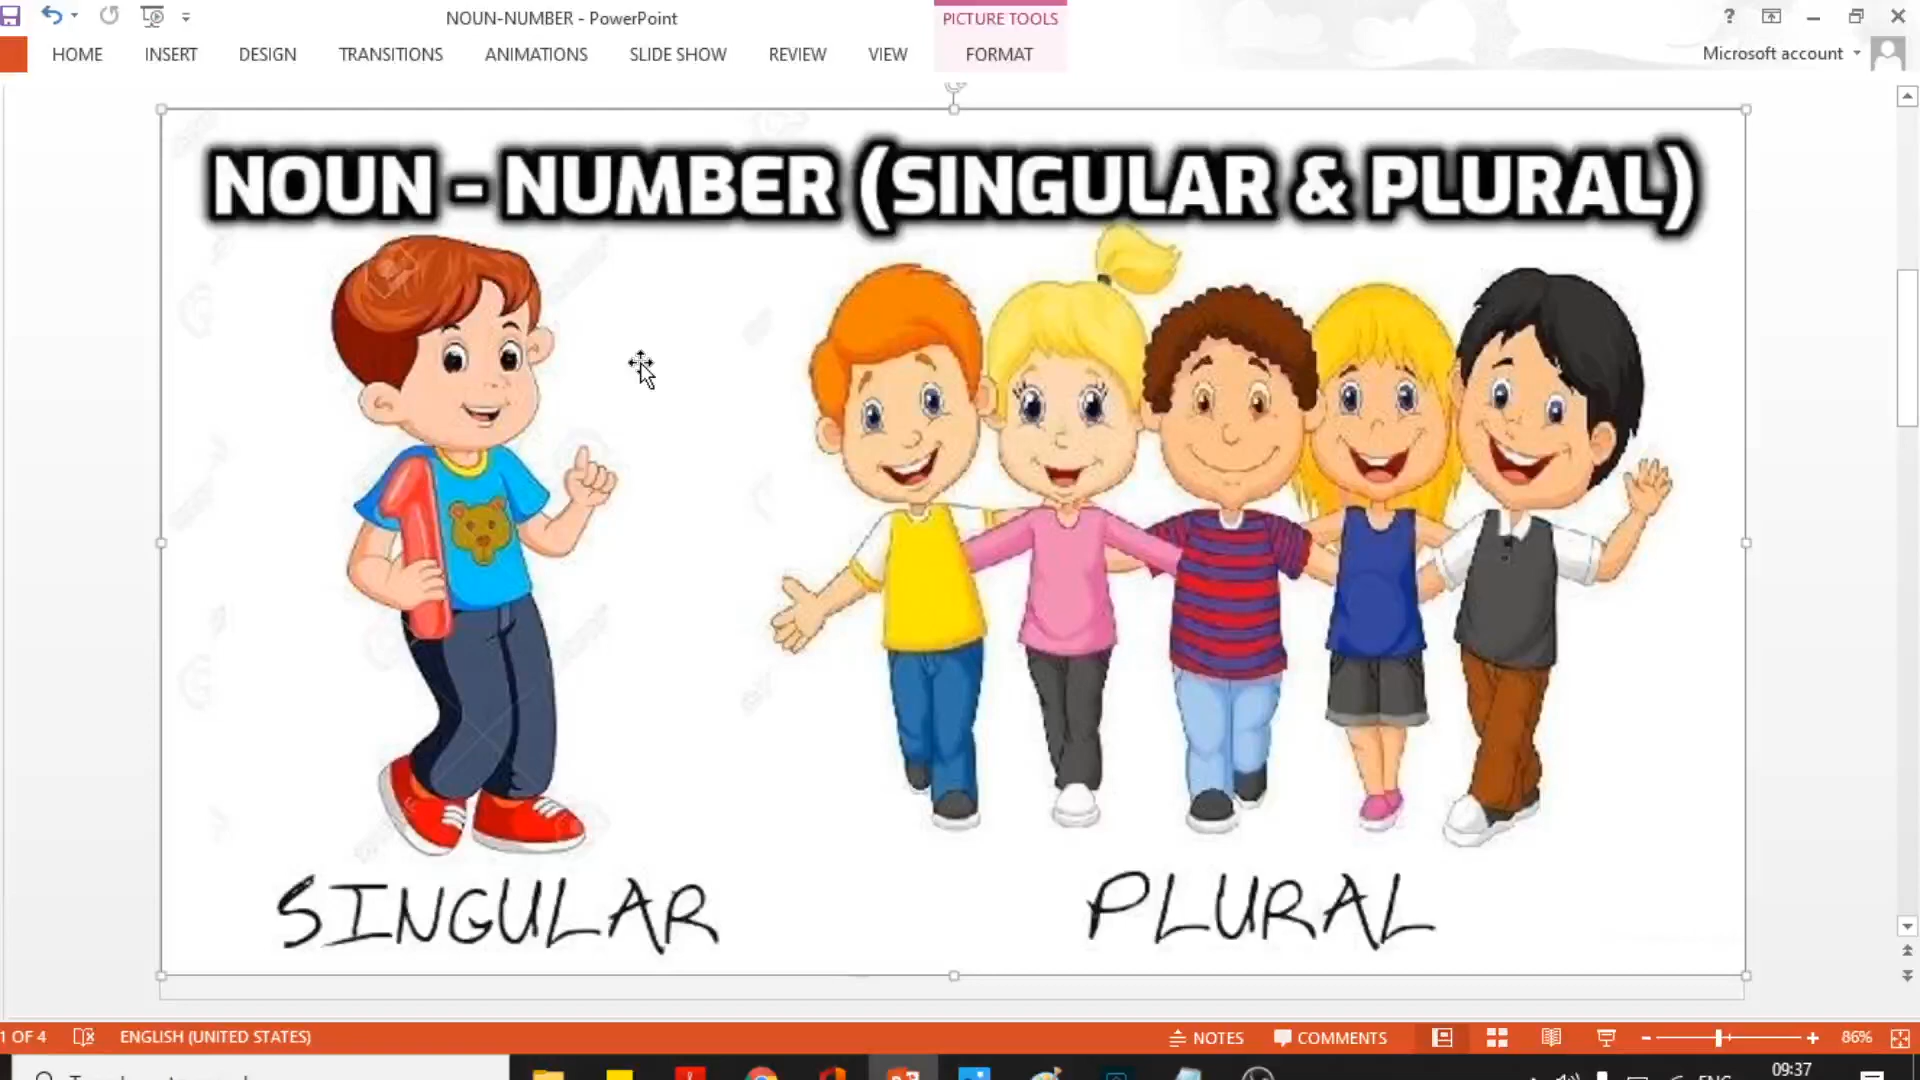 NOUN-NUMBER - PowerPoint
PICTURE TOOLS
?
HOME INSERT DESIGN TRANSITIONS ANIMATIONS SLIDE SHOW REVIEW VIEW FORMAT
Microsoft account
NOUN - NUMBER (SINGULAR & PLURAL)
SINGULAR
PLURAL
1 OF 4
ENGLISH (UNITED STATES)
NOTES
COMMENTS
86%
ENG
09:37